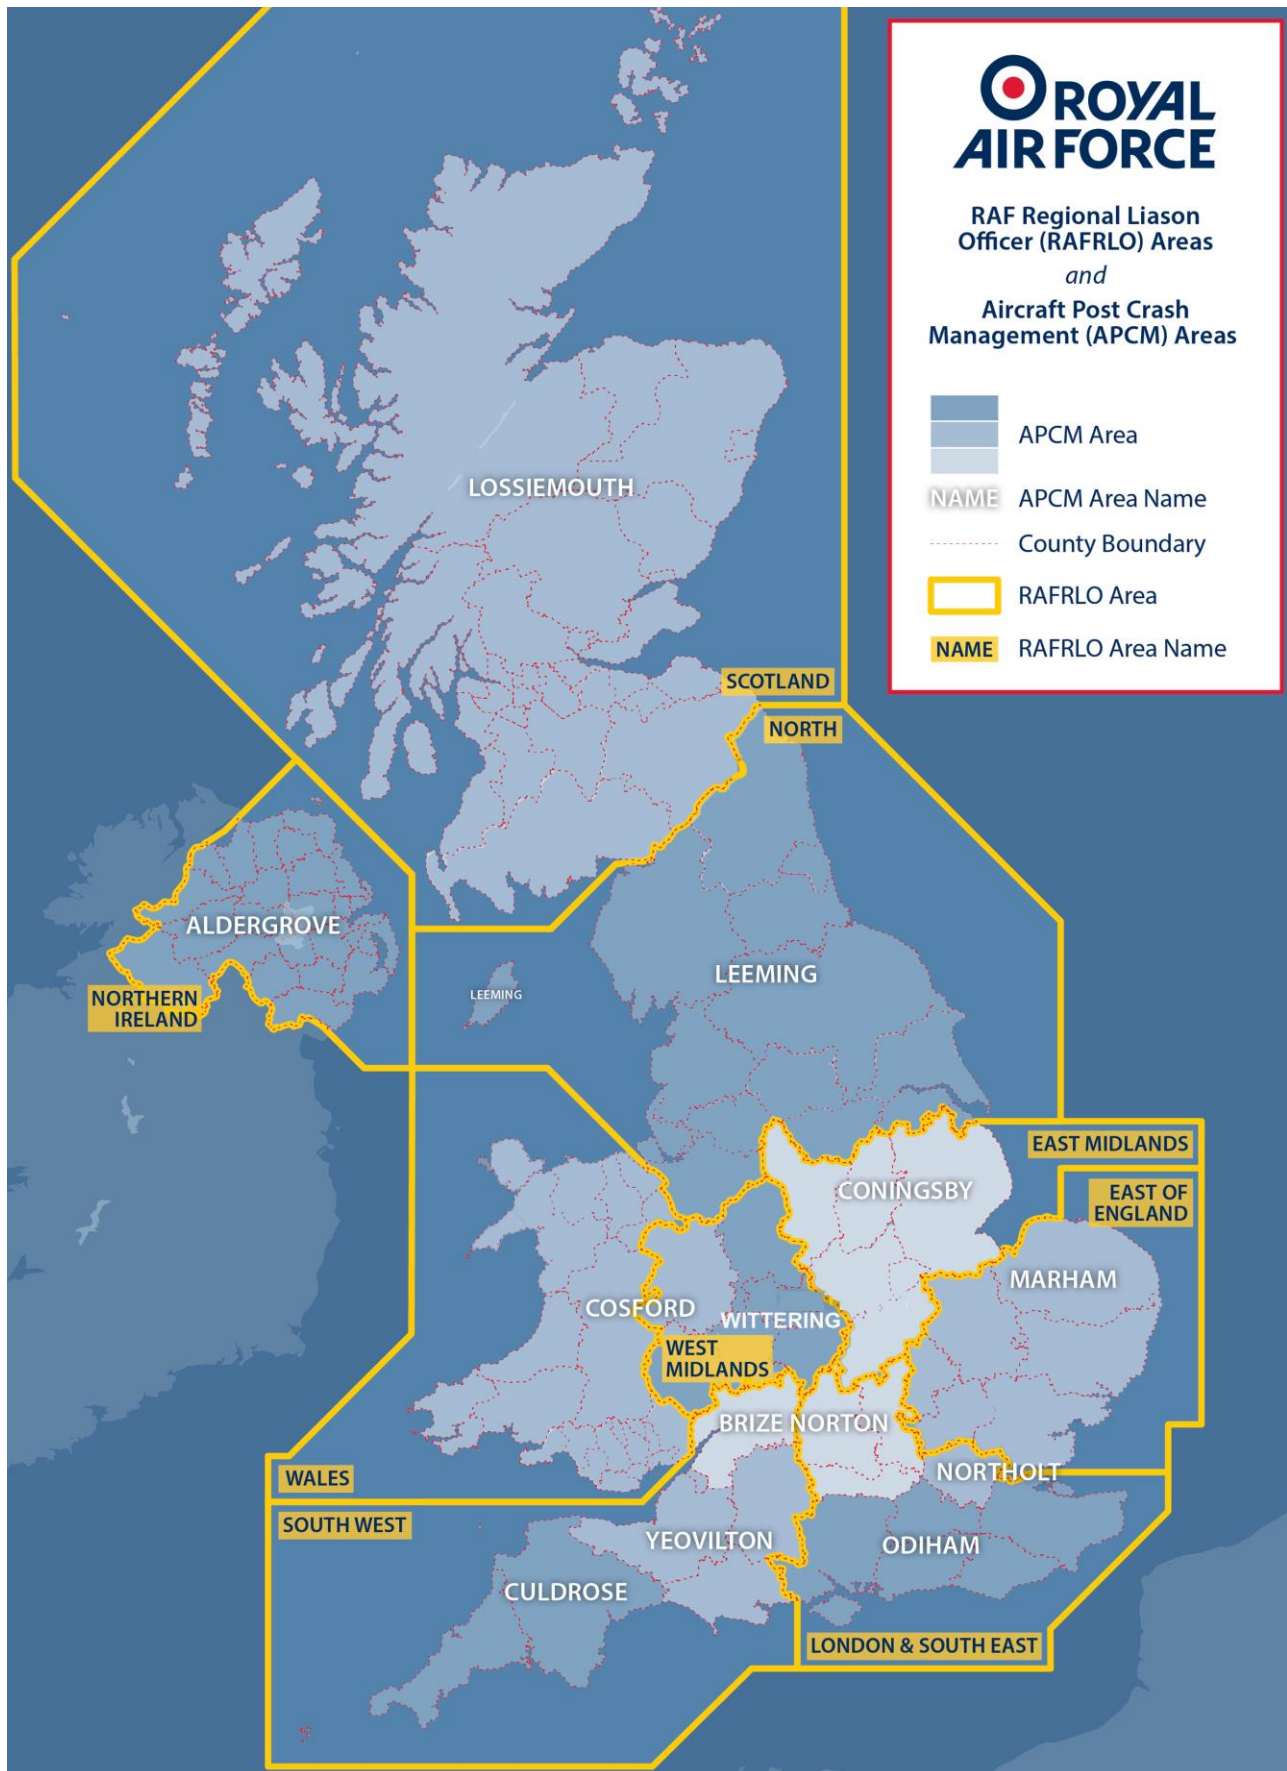 ROYAL
AIR FORCE
RAF Regional Liason
Officer (RAFRLO) Areas
and
Aircraft Post Crash
Management (APCM) Areas
APCM Area
NAME APCM Area Name
County Boundary
RAFRLO Area
NAME RAFRLO Area Name
LOSSIEMOUTH
SCOTLAND
NORTH
ALDERGROVE
LEEMING
LEEMING
NORTHERN
IRELAND
EAST MIDLANDS
CONINGSBY
EAST OF
ENGLAND
MARHAM
COSFORD
WITTERING
WEST
MIDLANDS
BRIZE NORTON
NORTHOLT
WALES
SOUTH WEST
YEOVILTON
ODIHAM
CULDROSE
LONDON & SOUTH EAST